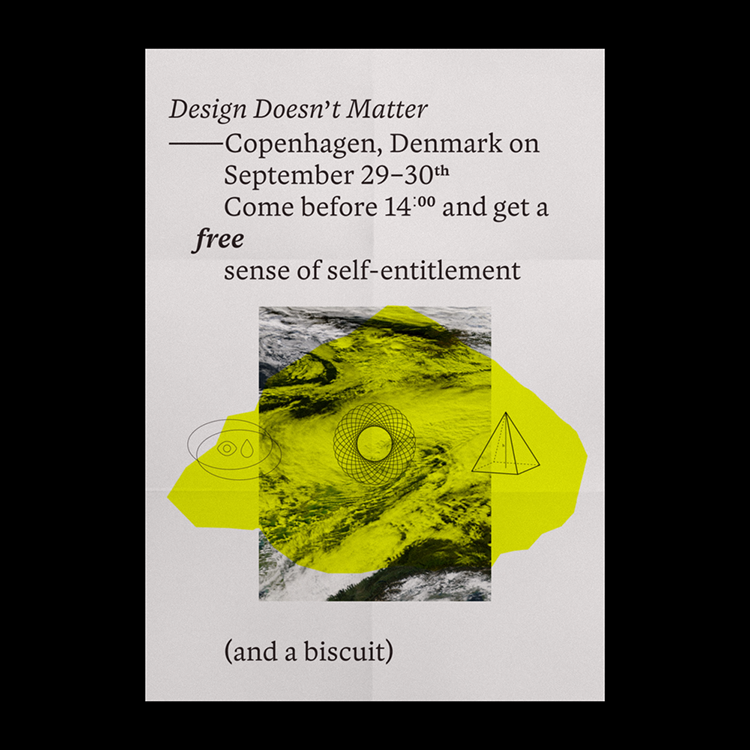 Design Doesn’t Matter
——Copenhagen, Denmark on
September 29–30th
Come before 14:00 and get a
free
sense of self-entitlement
(and a biscuit)